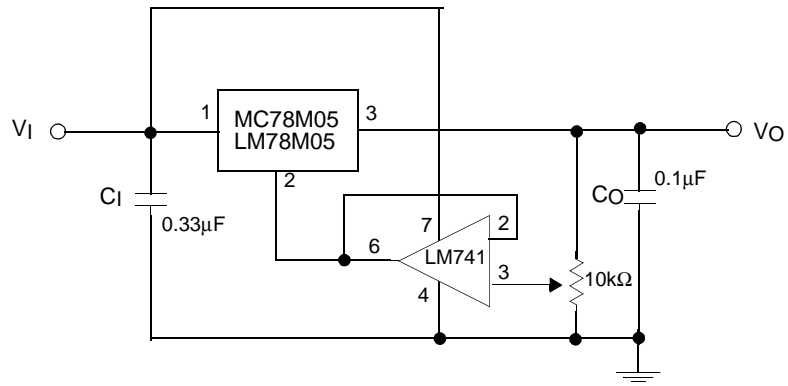 1
MC78M05
LM78M05
3
VI
VO
2
CI
0.33μF
CO
0.1μF
7
2
6
LM741
3
4
10kΩ